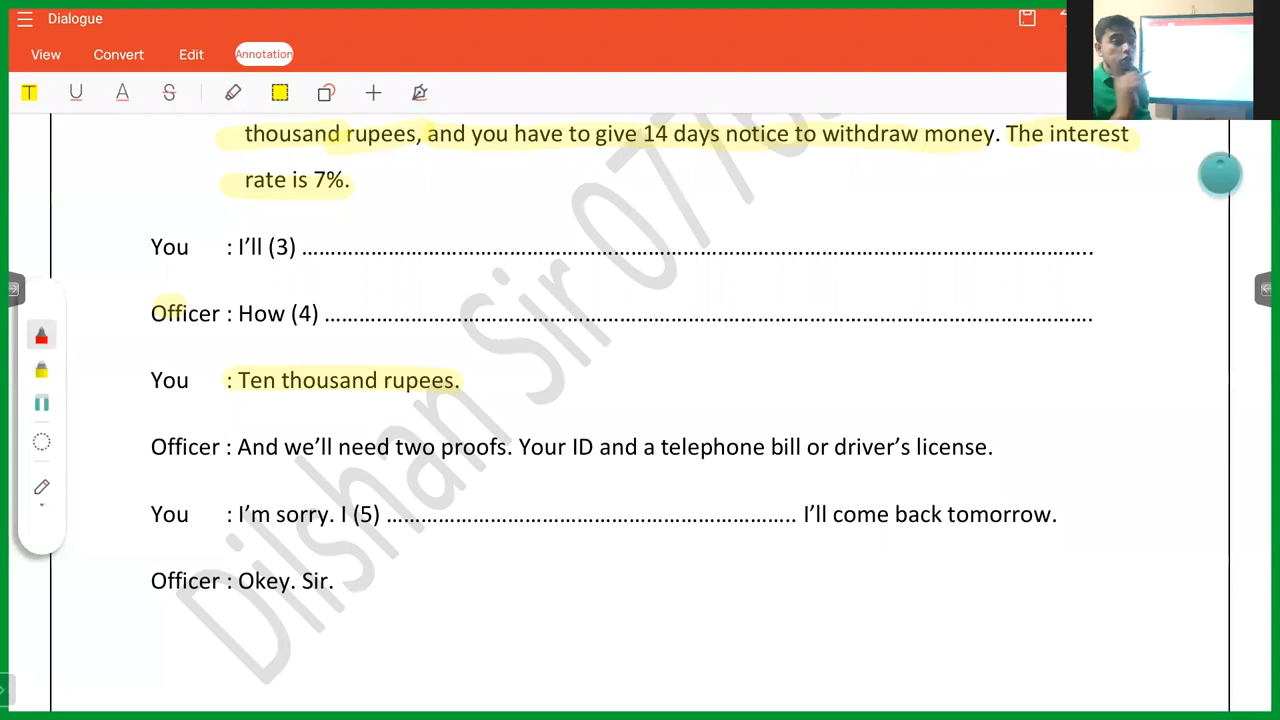 Dialogue
View Convert Edit Annotation
T U A S
thousand rupees, and you have to give 14 days notice to withdraw money. The interest
rate is 7%.
You : I'll (3) ……………………………………………………………………………………………..
Officer : How (4) …………………………………………………………………………………………….
You : Ten thousand rupees.
Officer : And we'll need two proofs. Your ID and a telephone bill or driver's license.
You : I'm sorry. I (5) …………………………………………………………….. I'll come back tomorrow.
Officer : Okey. Sir.
Dilshan Sir 077